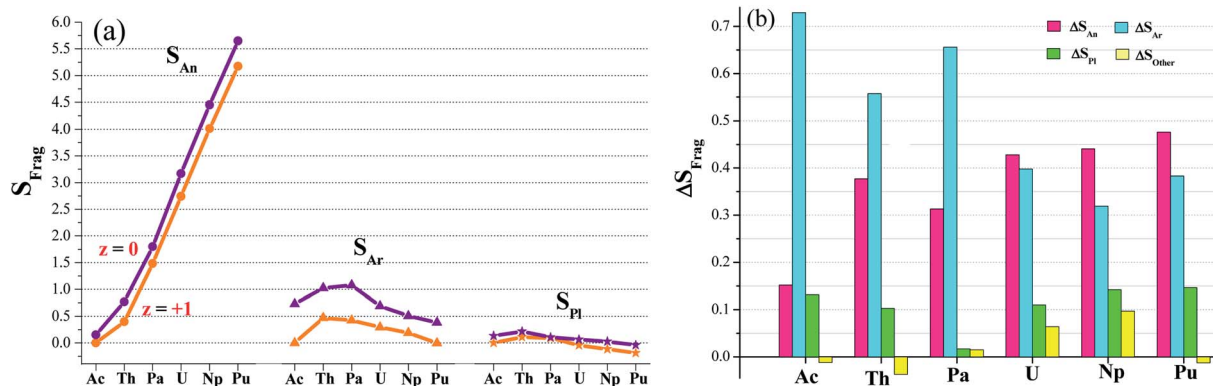 (a)
S_Frag
6.0
5.5
5.0
4.5
4.0
3.5
3.0
2.5
2.0
1.5
1.0
0.5
0.0
S_An
z = 0
z = +1
S_Ar
S_Pl
Ac Th Pa U Np Pu Ac Th Pa U Np Pu Ac Th Pa U Np Pu
(b)
ΔS_Frag
0.7
0.6
0.5
0.4
0.3
0.2
0.1
0.0
ΔS_An ΔS_Ar
ΔS_Pl ΔS_Other
Ac Th Pa U Np Pu